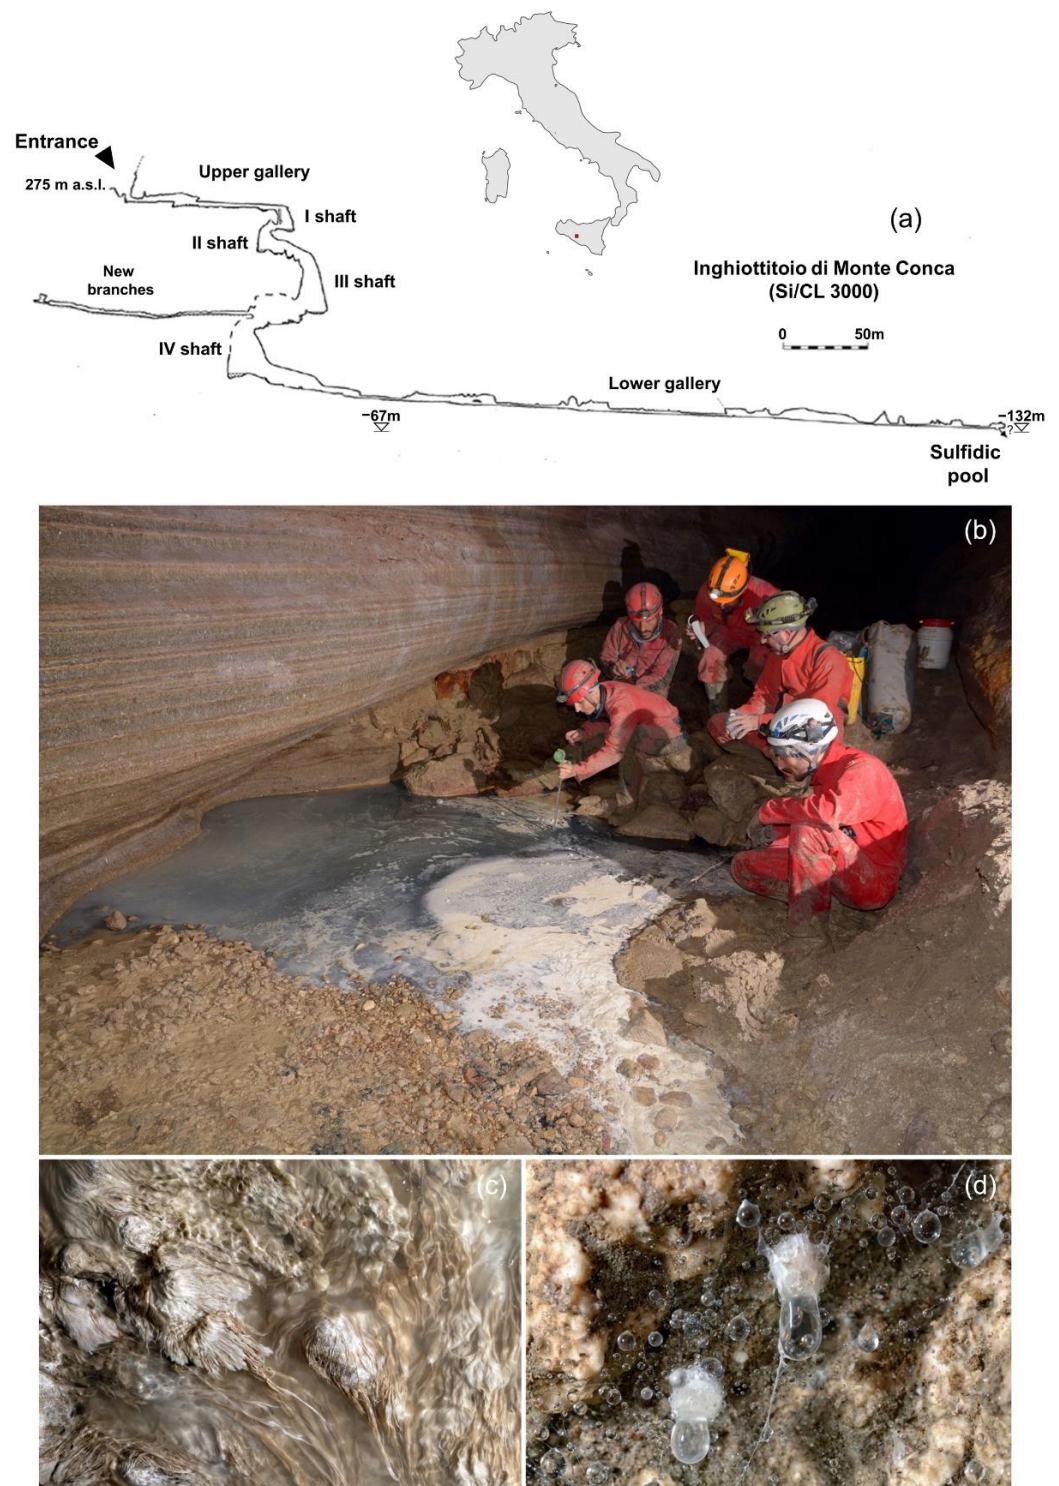 Entrance
275 m a.s.l.
Upper gallery
I shaft
II shaft
III shaft
New
branches
IV shaft
(a)
Inghiottitoio di Monte Conca
(Si/CL 3000)
0 50m
Lower gallery
−67m
−132m
?
Sulfidic
pool
(b)
(c)
(d)